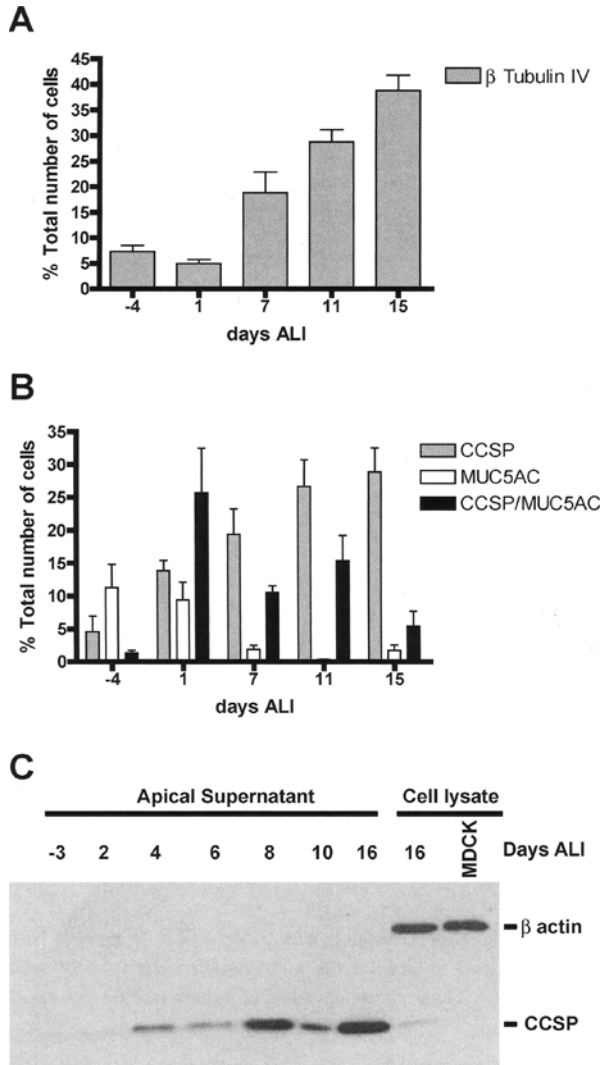 A
% Total number of cells
45
40
35
30
25
20
15
10
5
0
-4 1 7 11 15
days ALI
β Tubulin IV
B
% Total number of cells
35
30
25
20
15
10
5
0
-4 1 7 11 15
days ALI
CCSP
MUC5AC
CCSP/MUC5AC
C
Apical Supernatant Cell lysate
-3 2 4 6 8 10 16 16 MDCK Days ALI
β actin
CCSP